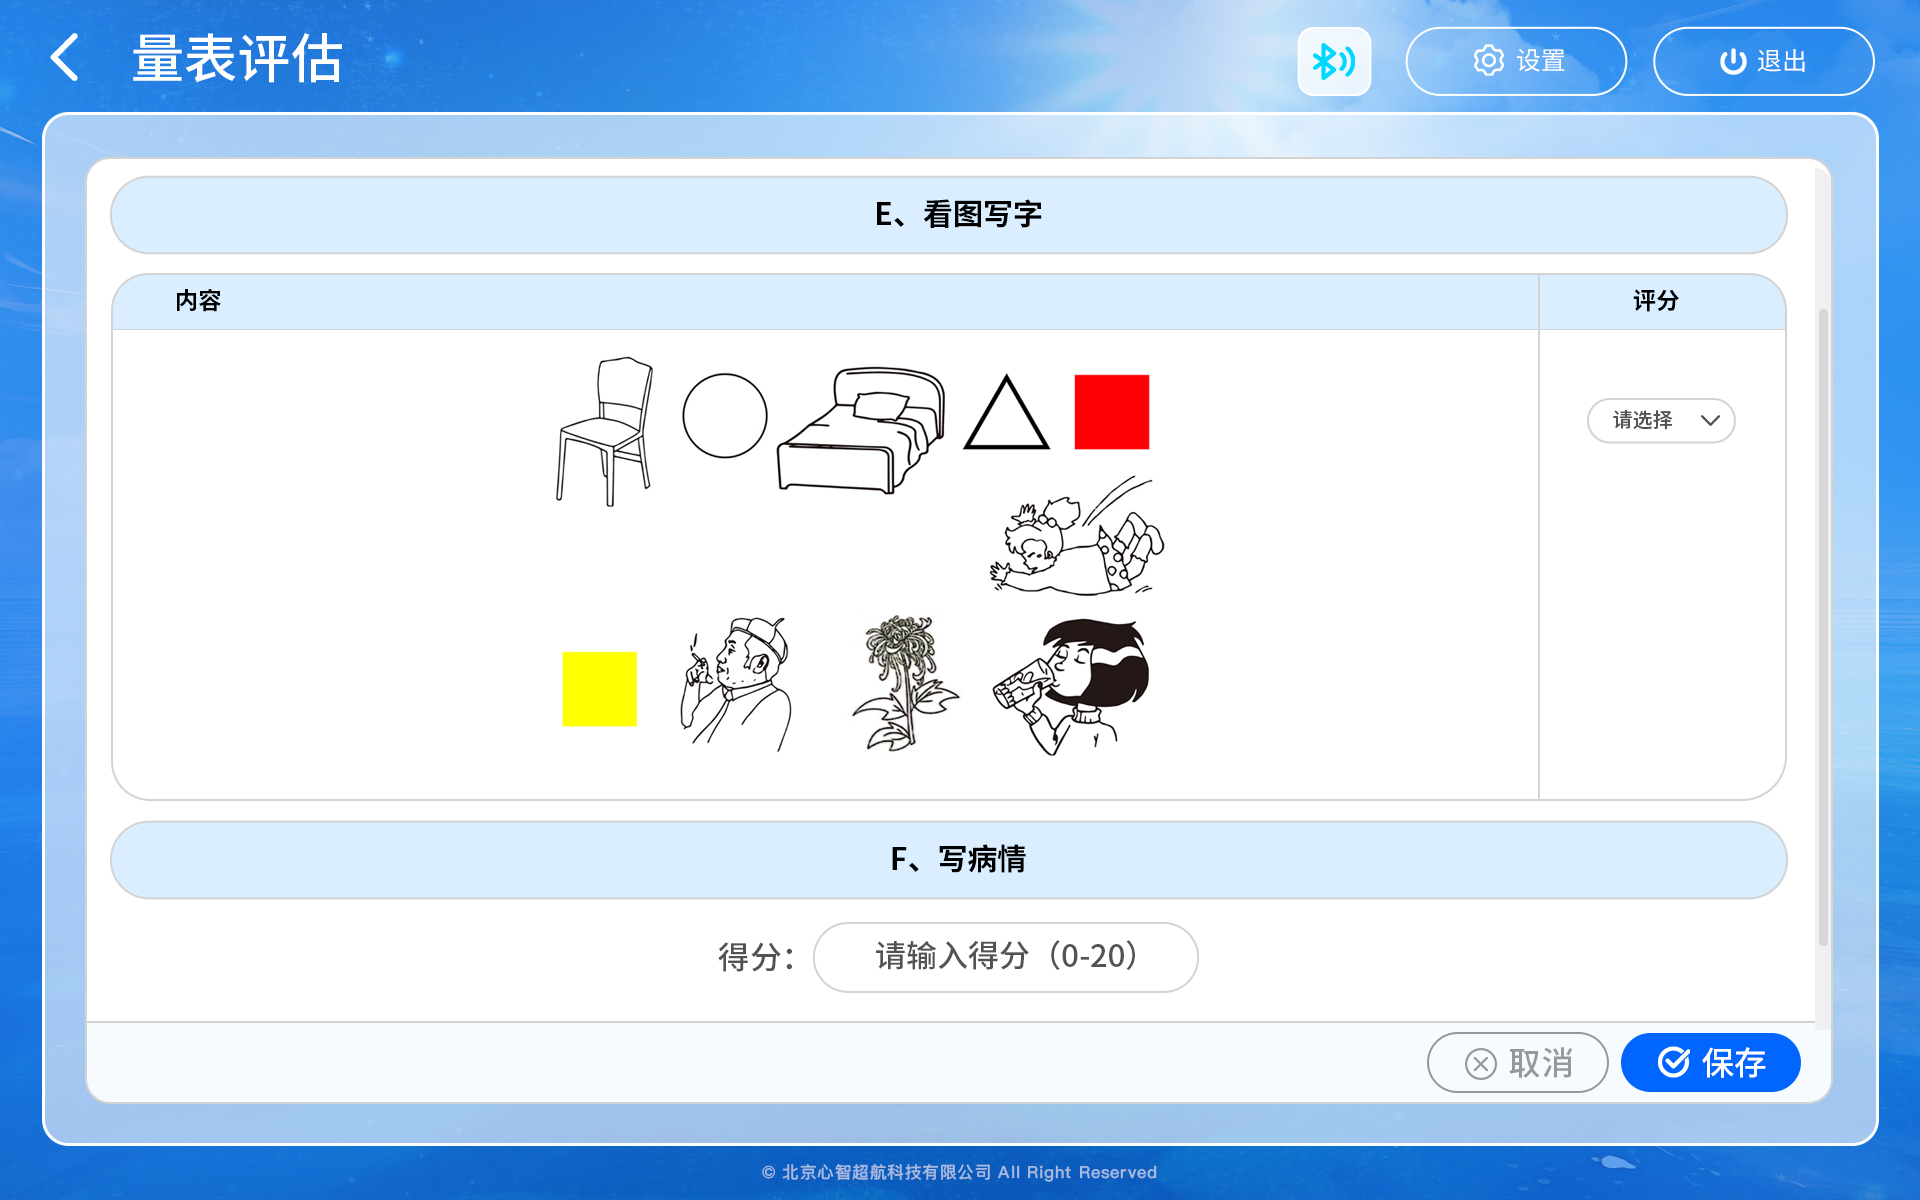 量表评估
设置
退出
E、看图写字
内容
评分
请选择
F、写病情
得分：
请输入得分（0-20）
取消
保存
© 北京心智超航科技有限公司 All Right Reserved